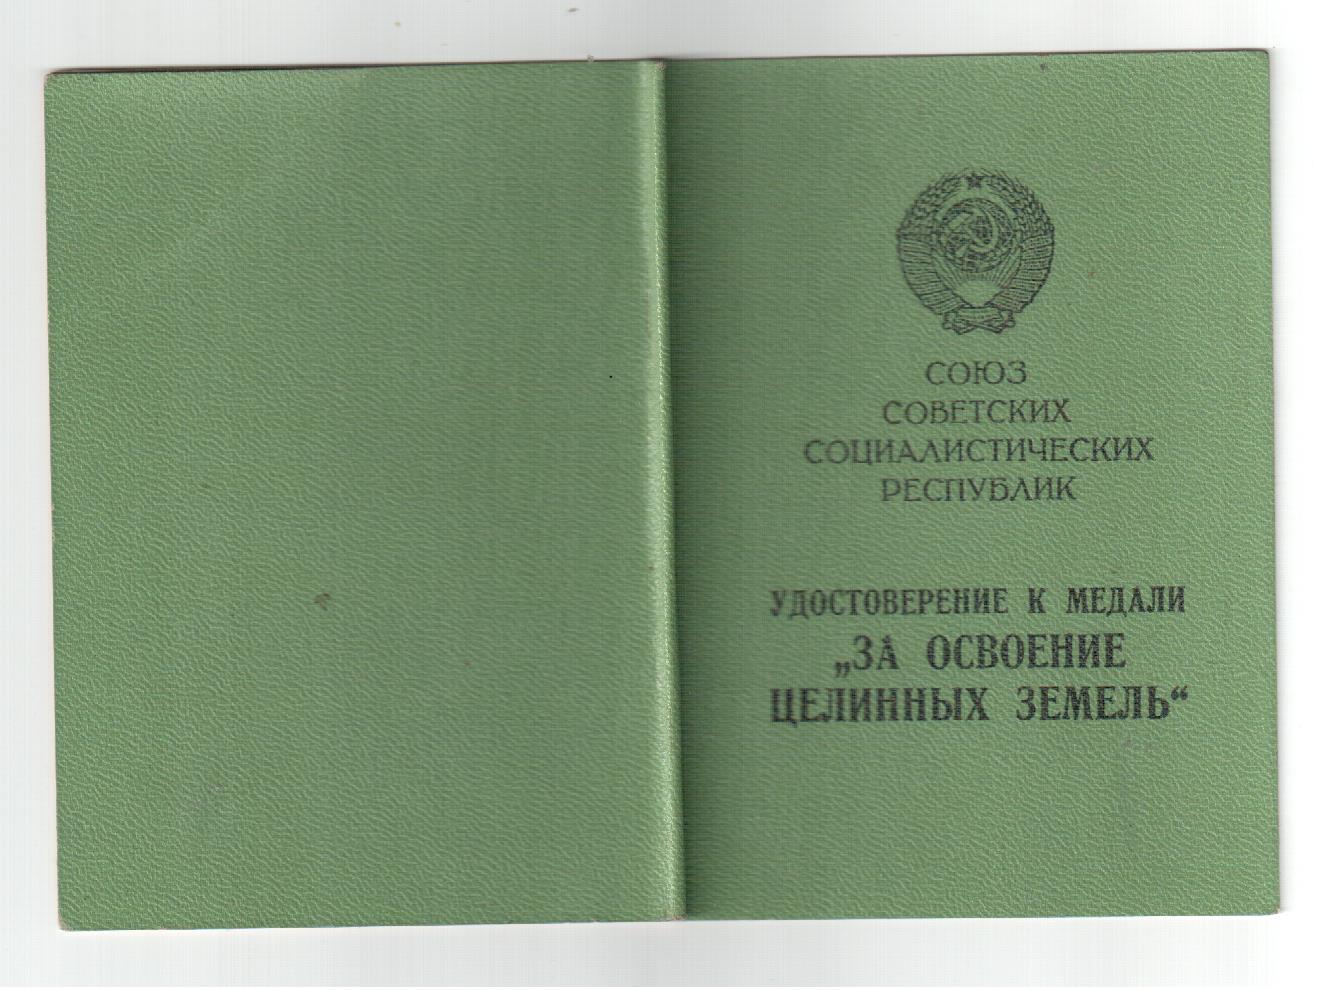 СОЮЗ
СОВЕТСКИХ
СОЦИАЛИСТИЧЕСКИХ
РЕСПУБЛИК
УДОСТОВЕРЕНИЕ К МЕДАЛИ
„ЗА ОСВОЕНИЕ
ЦЕЛИННЫХ ЗЕМЕЛЬ“